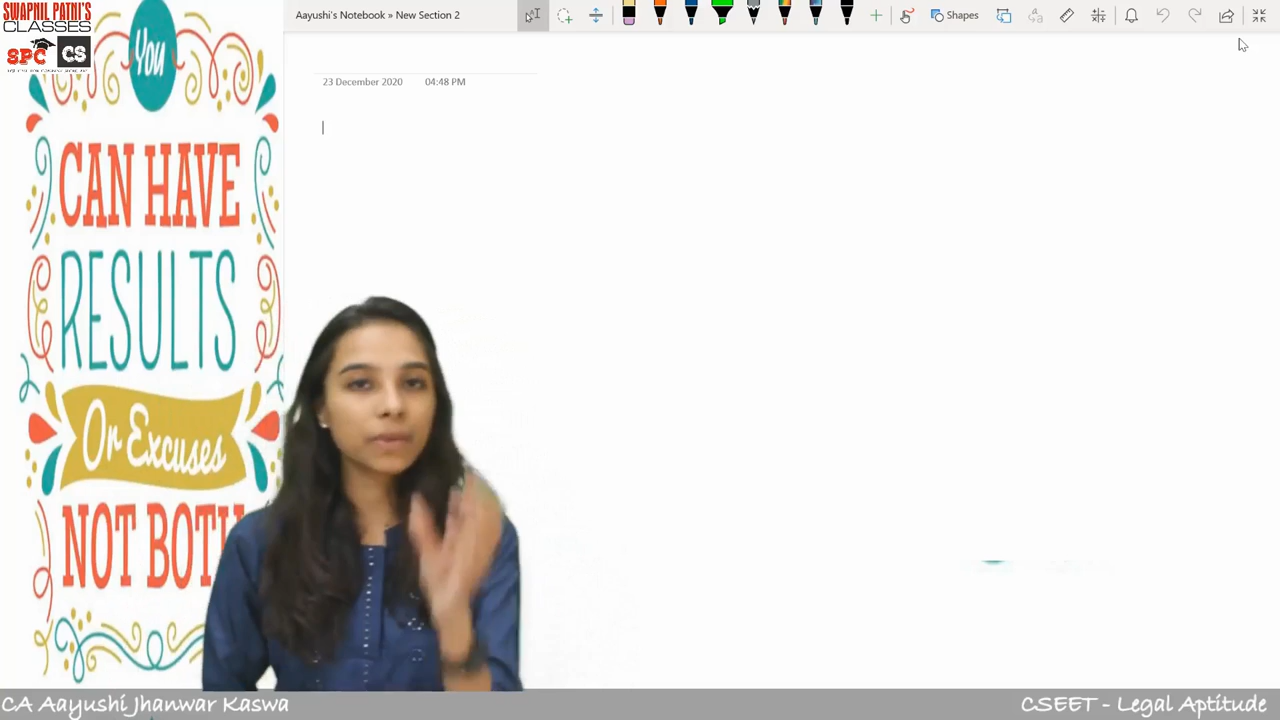 SWAPNIL PATNI'S
CLASSES
SPC CS
You
CAN HAVE
RESULTS
Or Excuses
NOT BOTH
Aayushi's Notebook » New Section 2
Shapes
23 December 2020 04:48 PM
CA Aayushi Jhanwar Kaswa
CSEET - Legal Aptitude